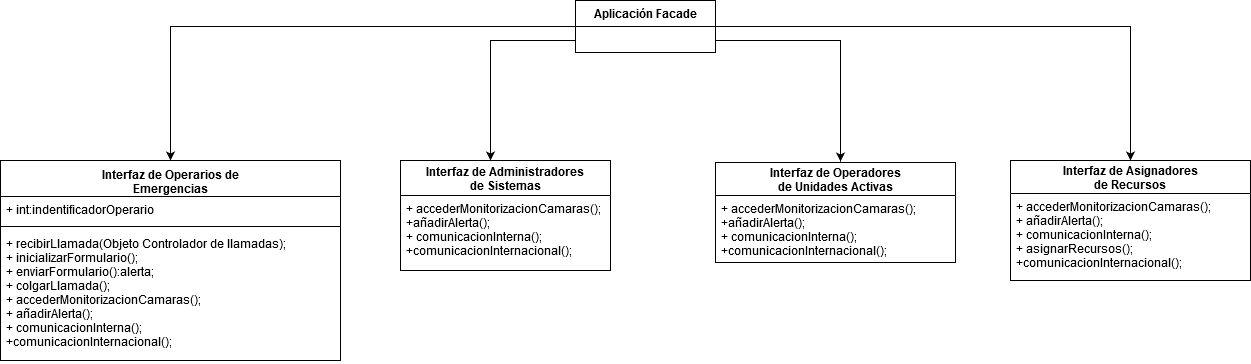 Aplicación Facade
Interfaz de Operarios de
Emergencias
+ int:indentificadorOperario
+ recibirLlamada(Objeto Controlador de llamadas);
+ inicializarFormulario();
+ enviarFormulario():alerta;
+ colgarLlamada();
+ accederMonitorizacionCamaras();
+ añadirAlerta();
+ comunicacionInterna();
+comunicacionInternacional();
Interfaz de Administradores
de Sistemas
+ accederMonitorizacionCamaras();
+añadirAlerta();
+ comunicacionInterna();
+comunicacionInternacional();
Interfaz de Operadores
de Unidades Activas
+ accederMonitorizacionCamaras();
+añadirAlerta();
+ comunicacionInterna();
+comunicacionInternacional();
Interfaz de Asignadores
de Recursos
+ accederMonitorizacionCamaras();
+ añadirAlerta();
+ comunicacionInterna();
+ asignarRecursos();
+comunicacionInternacional();